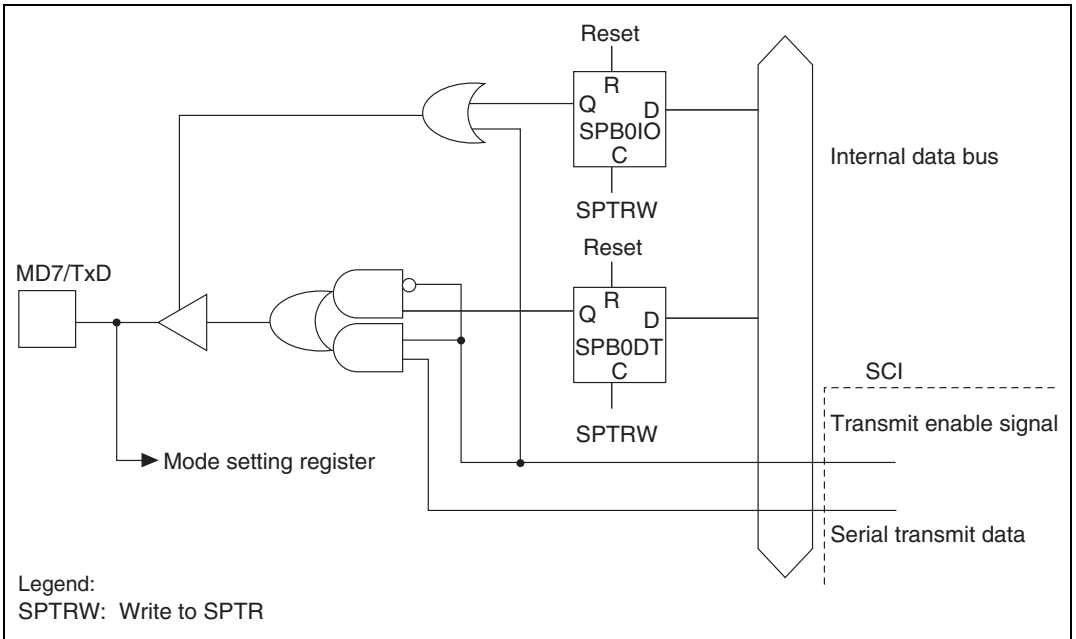 Reset
R
Q
D
SPB0IO
C
SPTRW
Internal data bus
Reset
MD7/TxD
R
Q
D
SPB0DT
C
SPTRW
SCI
Transmit enable signal
Mode setting register
Serial transmit data
Legend:
SPTRW: Write to SPTR